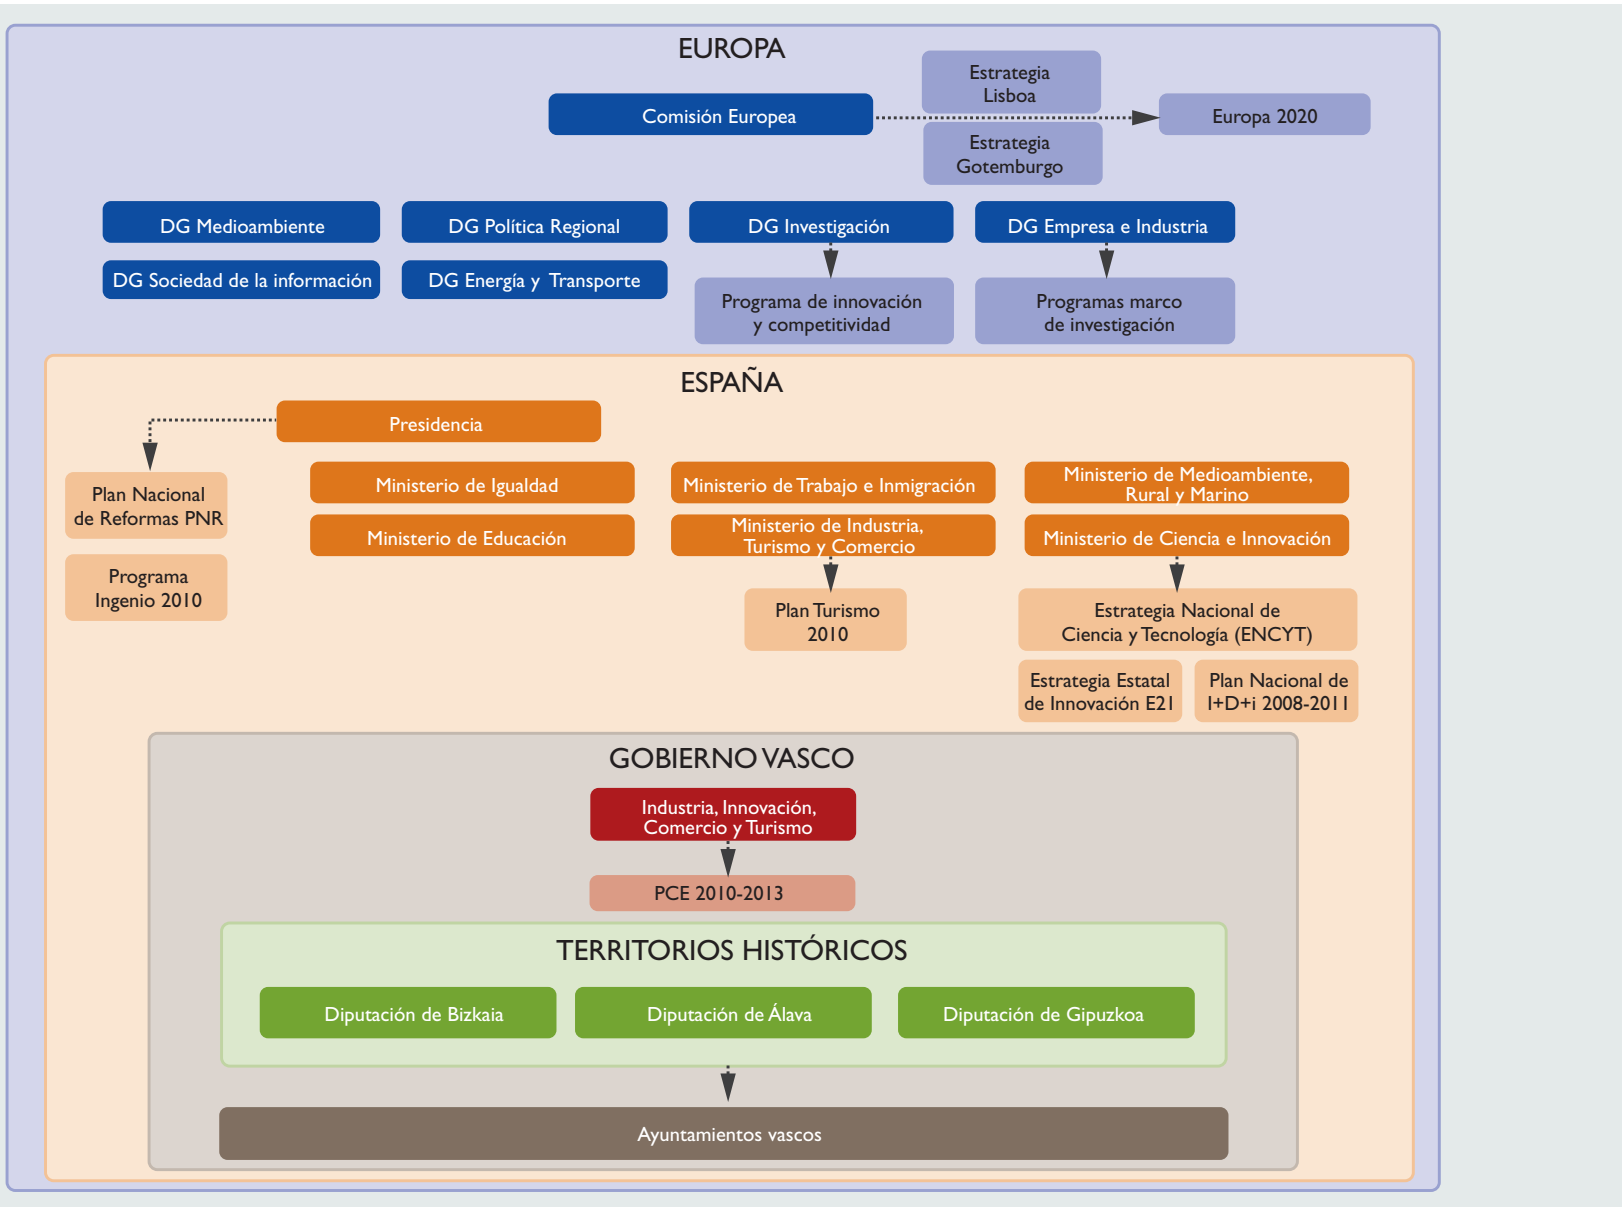 EUROPA
Estrategia
Lisboa
Comisión Europea
Europa 2020
Estrategia
Gotemburgo
DG Medioambiente
DG Política Regional
DG Investigación
DG Empresa e Industria
DG Sociedad de la información
DG Energía y Transporte
Programa de innovación
y competitividad
Programas marco
de investigación
ESPAÑA
Presidencia
Plan Nacional
de Reformas PNR
Ministerio de Igualdad
Ministerio de Trabajo e Inmigración
Ministerio de Medioambiente,
Rural y Marino
Ministerio de Educación
Ministerio de Industria,
Turismo y Comercio
Ministerio de Ciencia e Innovación
Programa
Ingenio 2010
Plan Turismo
2010
Estrategia Nacional de
Ciencia y Tecnología (ENCYT)
Estrategia Estatal
de Innovación E21
Plan Nacional de
I+D+i 2008-2011
GOBIERNO VASCO
Industria, Innovación,
Comercio y Turismo
PCE 2010-2013
TERRITORIOS HISTÓRICOS
Diputación de Bizkaia
Diputación de Álava
Diputación de Gipuzkoa
Ayuntamientos vascos